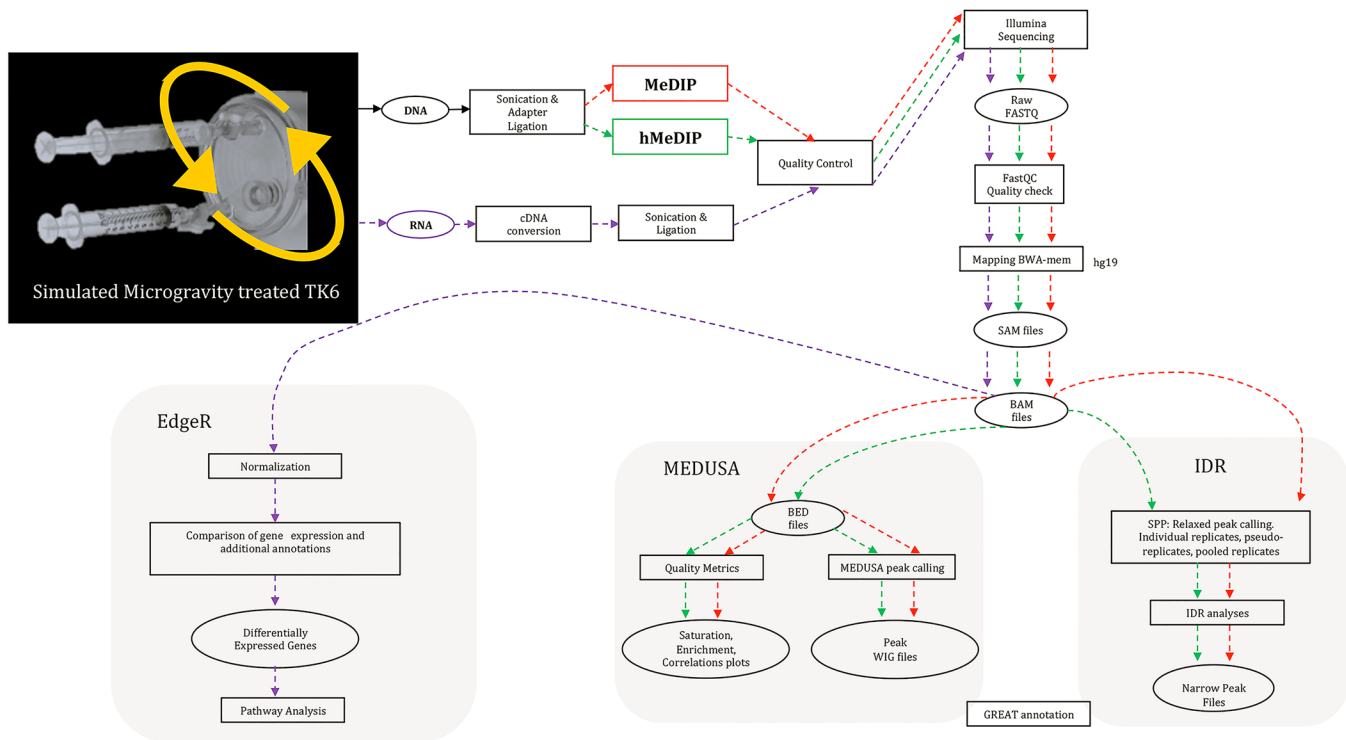 Simulated Microgravity treated TK6
DNA
Sonication &
Adapter
Ligation
MeDIP
hMeDIP
Quality Control
RNA
cDNA
conversion
Sonication &
Ligation
Illumina
Sequencing
Raw
FASTQ
FastQC
Quality check
Mapping BWA-mem
hg19
SAM files
BAM
files
EdgeR
Normalization
Comparison of gene expression and
additional annotations
Differentially
Expressed Genes
Pathway Analysis
MEDUSA
BED
files
Quality Metrics
MEDUSA peak calling
Saturation,
Enrichment,
Correlations plots
Peak
WIG files
IDR
SPP: Relaxed peak calling.
Individual replicates, pseudo-
replicates, pooled replicates
IDR analyses
Narrow Peak
Files
GREAT annotation